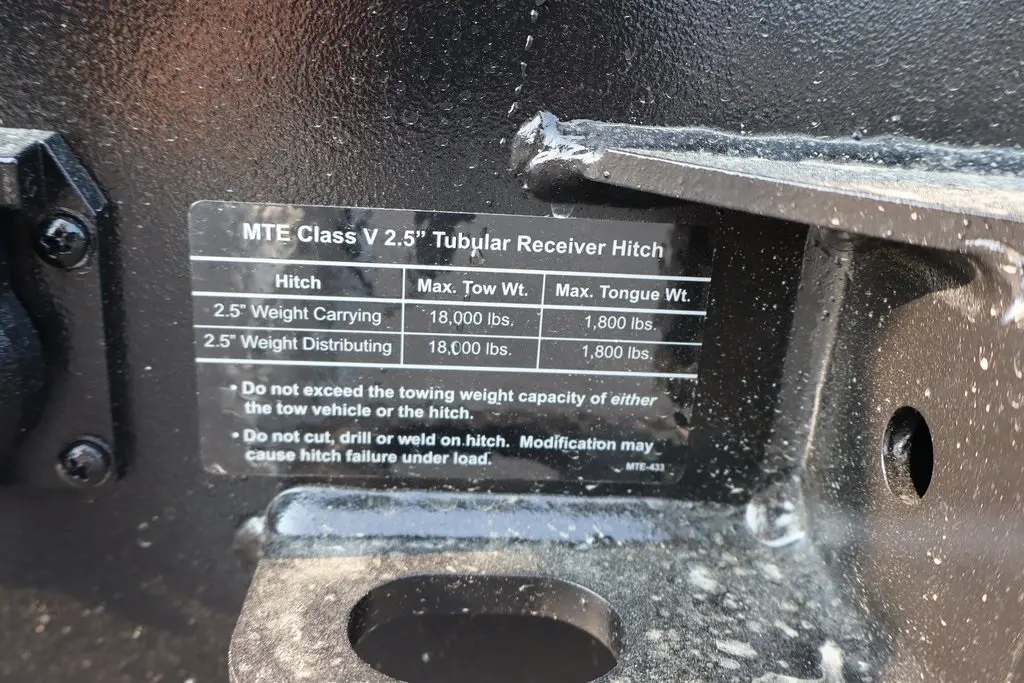 MTE Class V 2.5” Tubular Receiver Hitch
Hitch Max. Tow Wt. Max. Tongue Wt.
2.5" Weight Carrying 18,000 lbs. 1,800 lbs.
2.5" Weight Distributing 18,000 lbs. 1,800 lbs.
• Do not exceed the towing weight capacity of either
the tow vehicle or the hitch.
• Do not cut, drill or weld on hitch. Modification may
cause hitch failure under load.
MTE-433